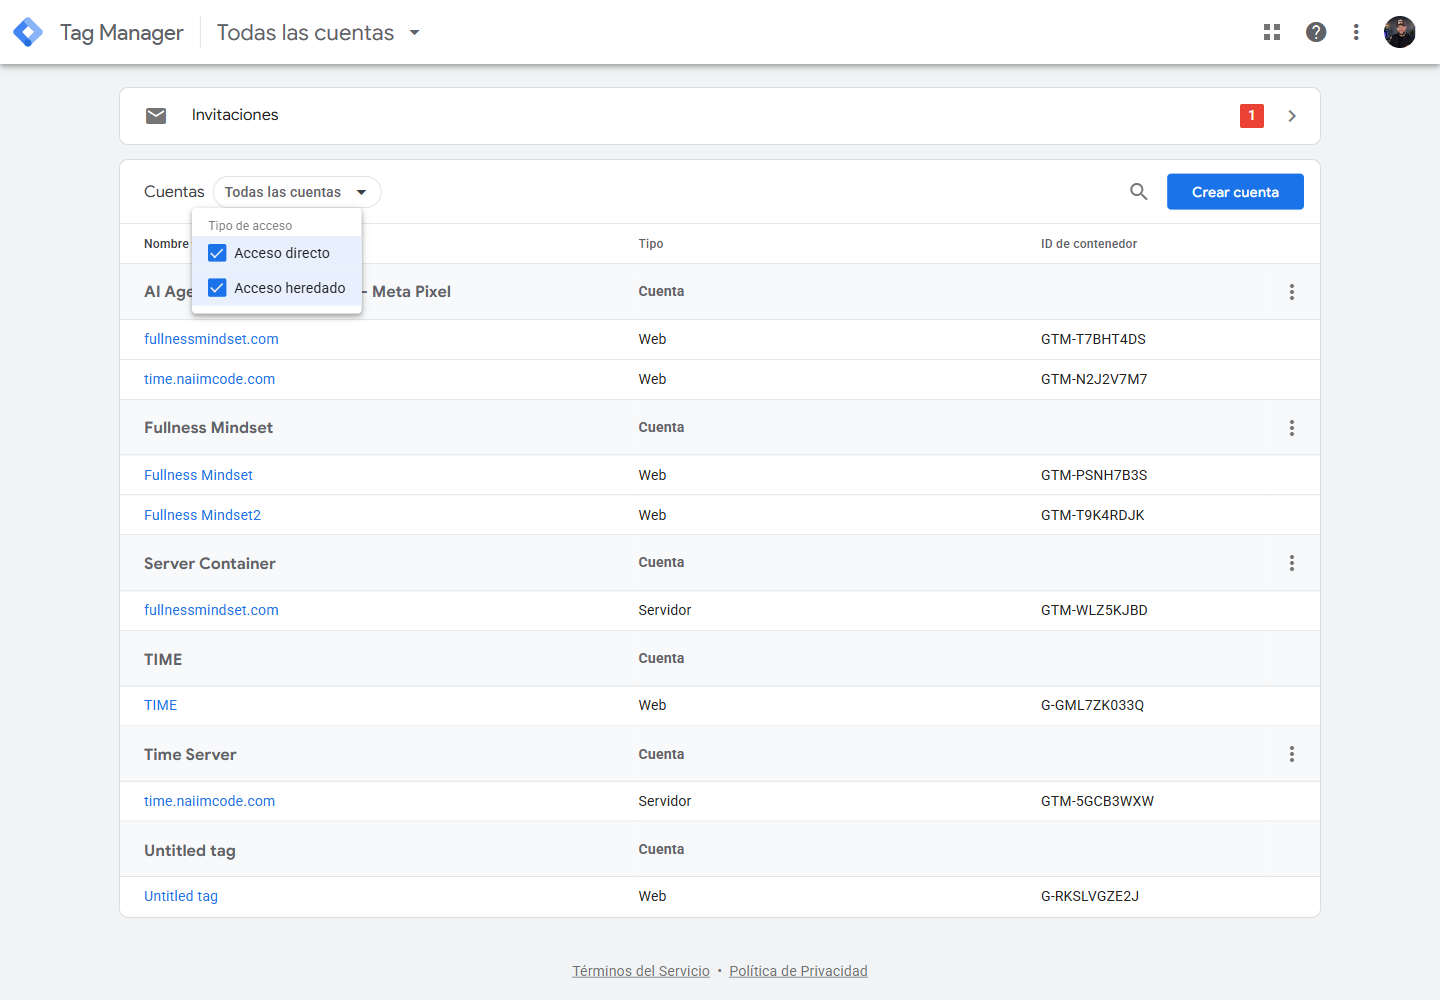 Tag Manager
Todas las cuentas
Invitaciones
1
Cuentas
Todas las cuentas
Crear cuenta
Tipo de acceso
Acceso directo
Acceso heredado
Nombre
Tipo
ID de contenedor
AI Age
- Meta Pixel
Cuenta
fullnessmindset.com
Web
GTM-T7BHT4DS
time.naiimcode.com
Web
GTM-N2J2V7M7
Fullness Mindset
Cuenta
Fullness Mindset
Web
GTM-PSNH7B3S
Fullness Mindset2
Web
GTM-T9K4RDJK
Server Container
Cuenta
fullnessmindset.com
Servidor
GTM-WLZ5KJBD
TIME
Cuenta
TIME
Web
G-GML7ZK033Q
Time Server
Cuenta
time.naiimcode.com
Servidor
GTM-5GCB3WXW
Untitled tag
Cuenta
Untitled tag
Web
G-RKSLVGZE2J
Términos del Servicio • Política de Privacidad